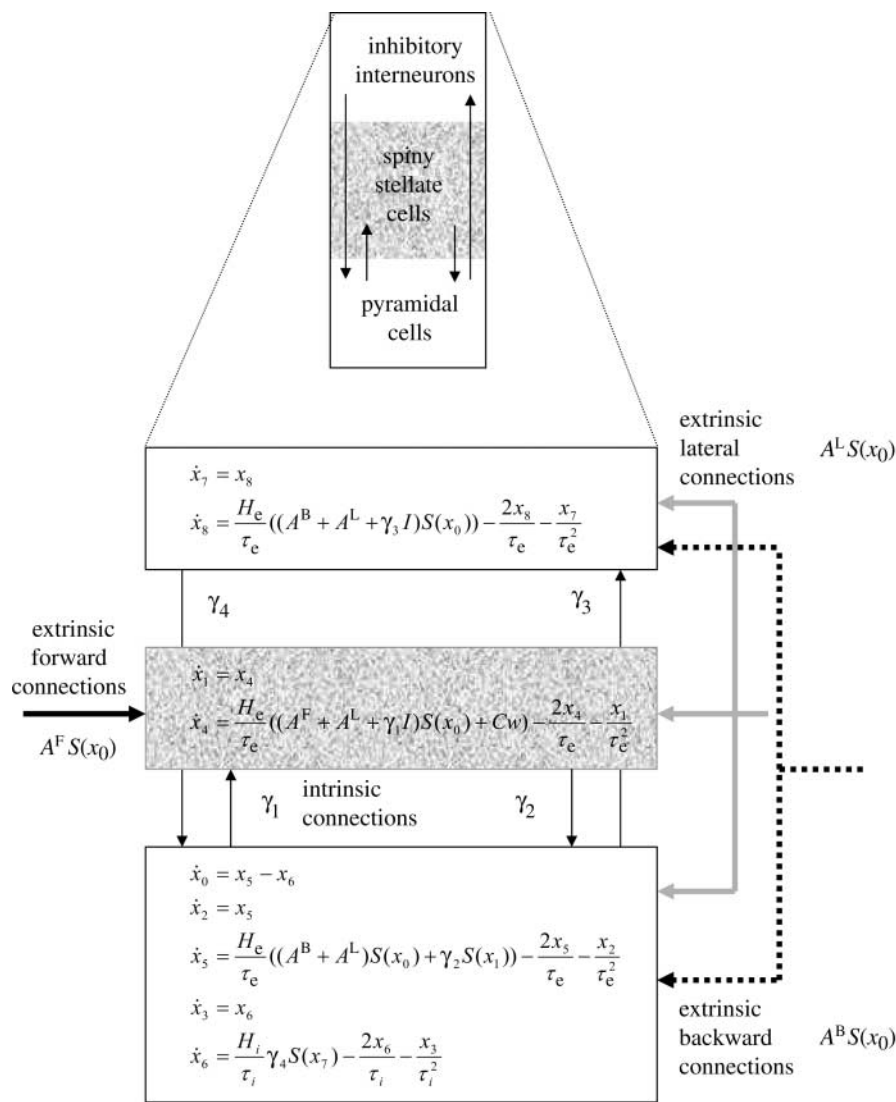 inhibitory
interneurons
spiny
stellate
cells
pyramidal
cells
extrinsic
lateral
connections
A^L S(x_0)
ẋ_7 = x_8
ẋ_8 = H_e/τ_e ((A^B + A^L + γ_3 I)S(x_0)) − 2x_8/τ_e − x_7/τ_e^2
γ_4
γ_3
extrinsic
forward
connections
A^F S(x_0)
ẋ_1 = x_4
ẋ_4 = H_e/τ_e ((A^F + A^L + γ_1 I)S(x_0) + Cw) − 2x_4/τ_e − x_1/τ_e^2
γ_1
intrinsic
connections
γ_2
ẋ_0 = x_5 − x_6
ẋ_2 = x_5
ẋ_5 = H_e/τ_e ((A^B + A^L)S(x_0) + γ_2 S(x_1)) − 2x_5/τ_e − x_2/τ_e^2
ẋ_3 = x_6
ẋ_6 = H_i/τ_i γ_4 S(x_7) − 2x_6/τ_i − x_3/τ_i^2
extrinsic
backward
connections
A^B S(x_0)